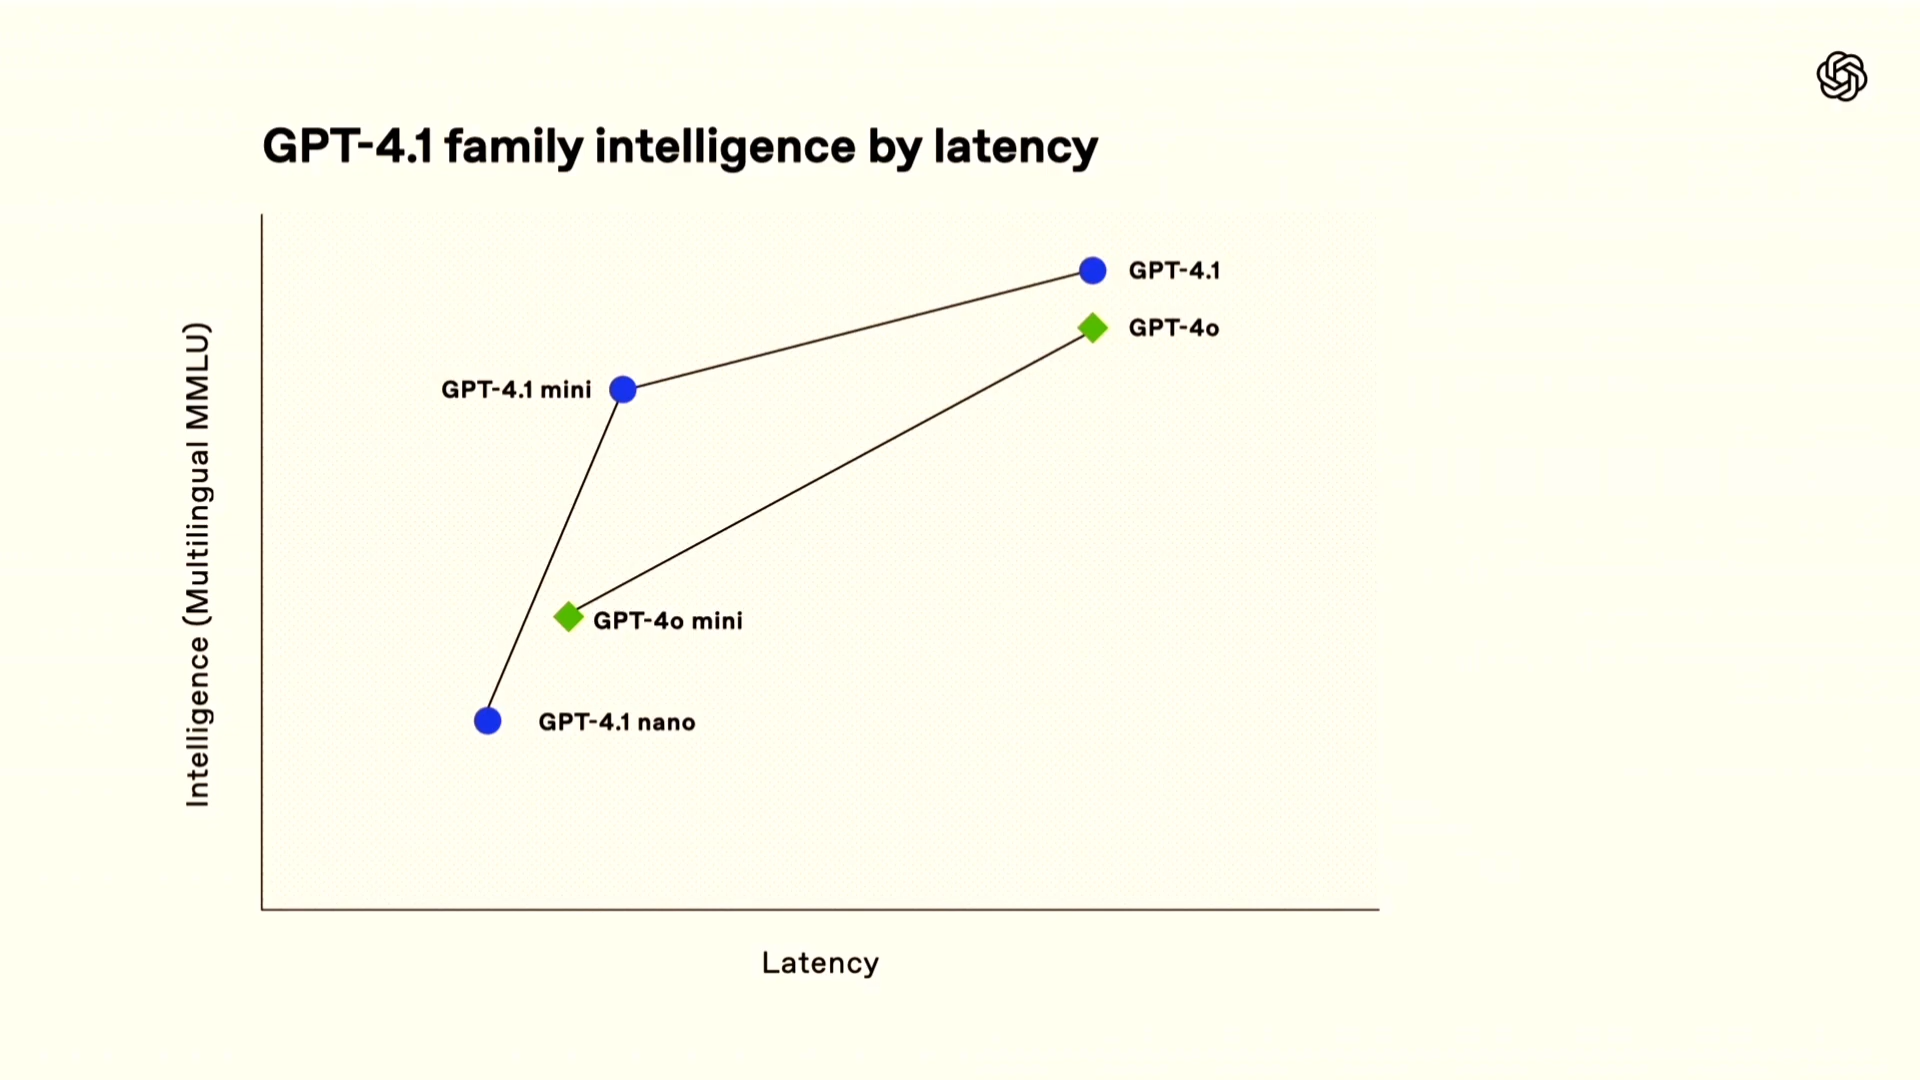 GPT-4.1 family intelligence by latency
GPT-4.1
GPT-4o
GPT-4.1 mini
GPT-4o mini
GPT-4.1 nano
Intelligence (Multilingual MMLU)
Latency